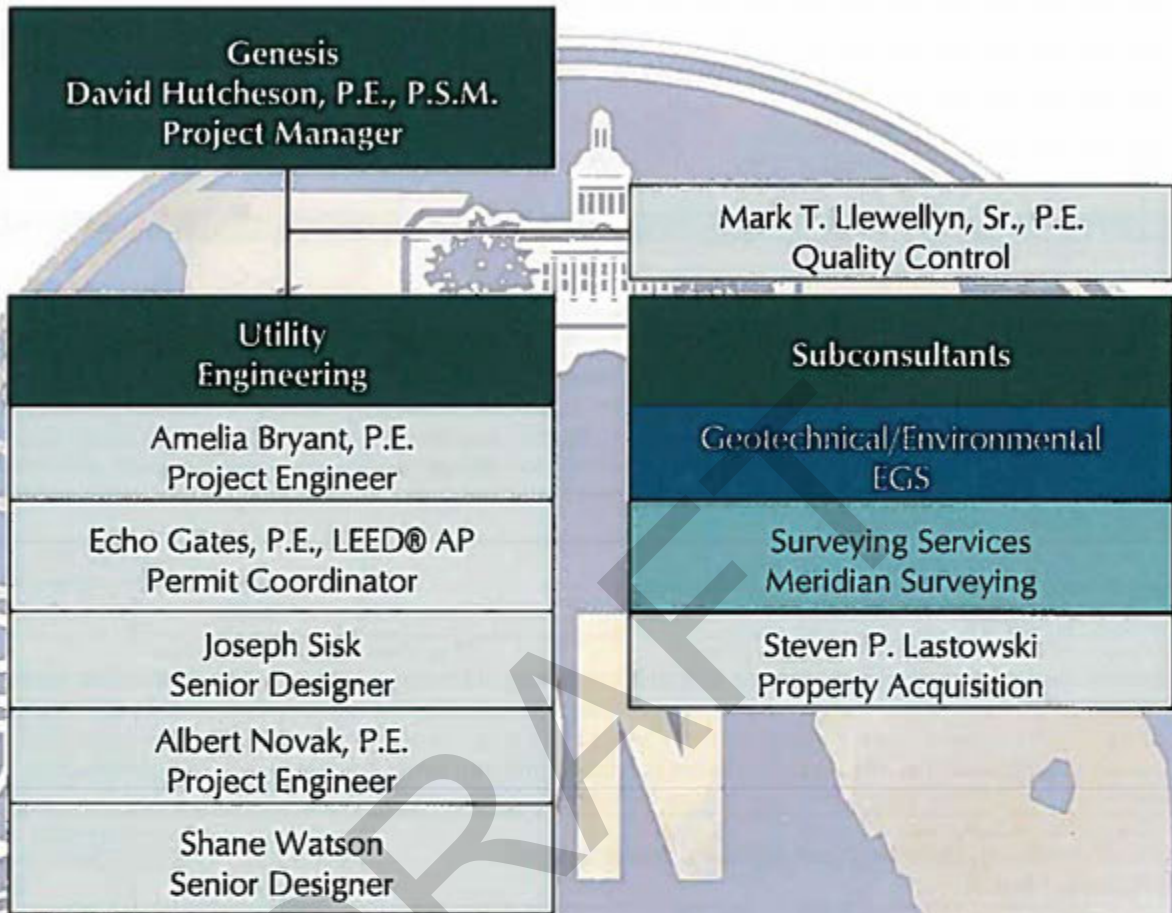 Genesis
David Hutcheson, P.E., P.S.M.
Project Manager
Mark T. Llewellyn, Sr., P.E.
Quality Control
Utility
Engineering
Amelia Bryant, P.E.
Project Engineer
Echo Gates, P.E., LEED® AP
Permit Coordinator
Joseph Sisk
Senior Designer
Albert Novak, P.E.
Project Engineer
Shane Watson
Senior Designer
Subconsultants
Geotechnical/Environmental
EGS
Surveying Services
Meridian Surveying
Steven P. Lastowski
Property Acquisition
DRAFT
N